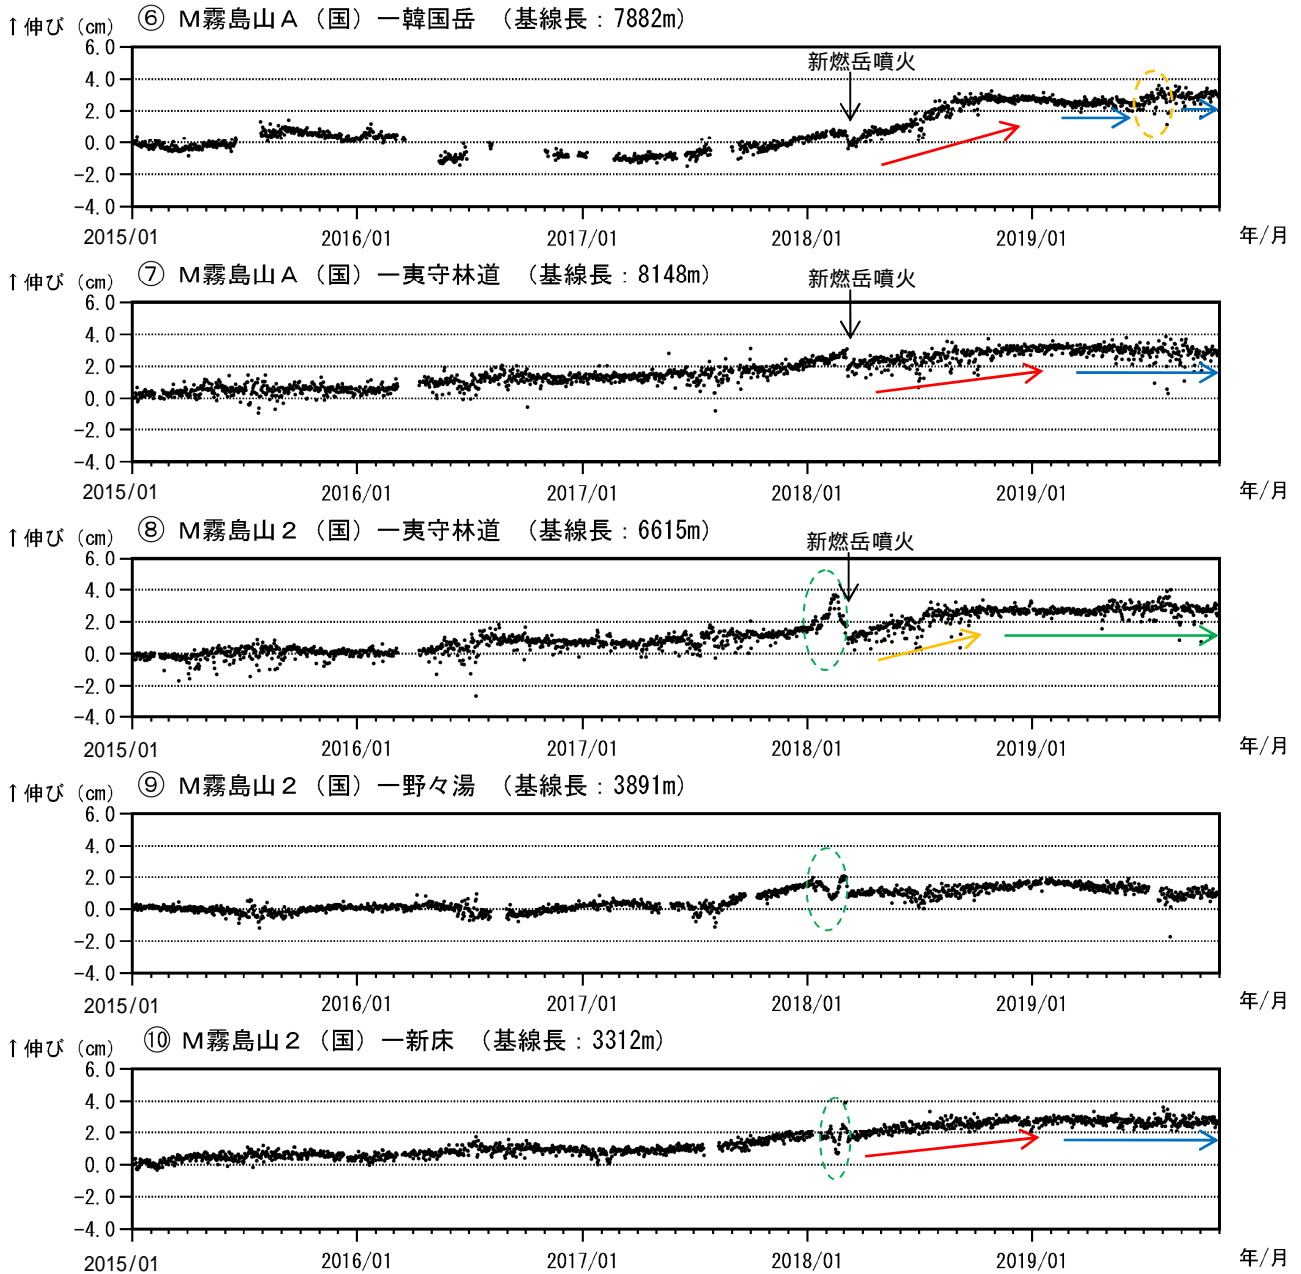 ↑伸び（cm） ⑥ M霧島山A（国）－韓国岳 （基線長：7882m）
新燃岳噴火
6.0
4.0
2.0
0.0
-2.0
-4.0
2015/01 2016/01 2017/01 2018/01 2019/01 年/月
↑伸び（cm） ⑦ M霧島山A（国）－夷守林道 （基線長：8148m）
新燃岳噴火
6.0
4.0
2.0
0.0
-2.0
-4.0
2015/01 2016/01 2017/01 2018/01 2019/01 年/月
↑伸び（cm） ⑧ M霧島山2（国）－夷守林道 （基線長：6615m）
新燃岳噴火
6.0
4.0
2.0
0.0
-2.0
-4.0
2015/01 2016/01 2017/01 2018/01 2019/01 年/月
↑伸び（cm） ⑨ M霧島山2（国）－野々湯 （基線長：3891m）
6.0
4.0
2.0
0.0
-2.0
-4.0
2015/01 2016/01 2017/01 2018/01 2019/01 年/月
↑伸び（cm） ⑩ M霧島山2（国）－新床 （基線長：3312m）
6.0
4.0
2.0
0.0
-2.0
-4.0
2015/01 2016/01 2017/01 2018/01 2019/01 年/月